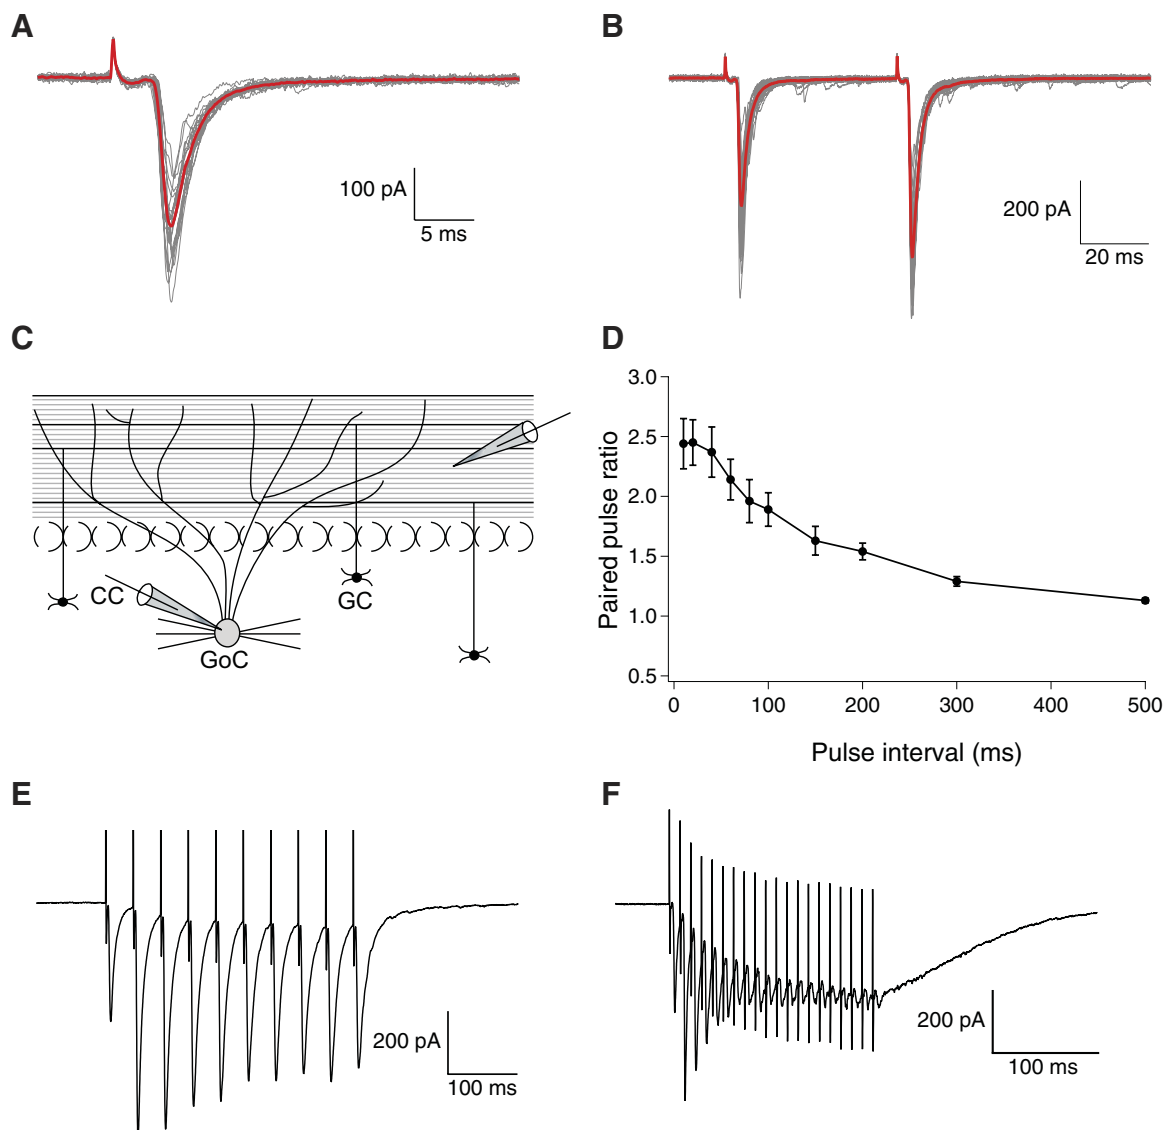 A
100 pA
5 ms
B
200 pA
20 ms
C
CC
GoC
GC
D
3.0
2.5
2.0
1.5
1.0
0.5
Paired pulse ratio
0
100
200
300
400
500
Pulse interval (ms)
E
200 pA
100 ms
F
200 pA
100 ms